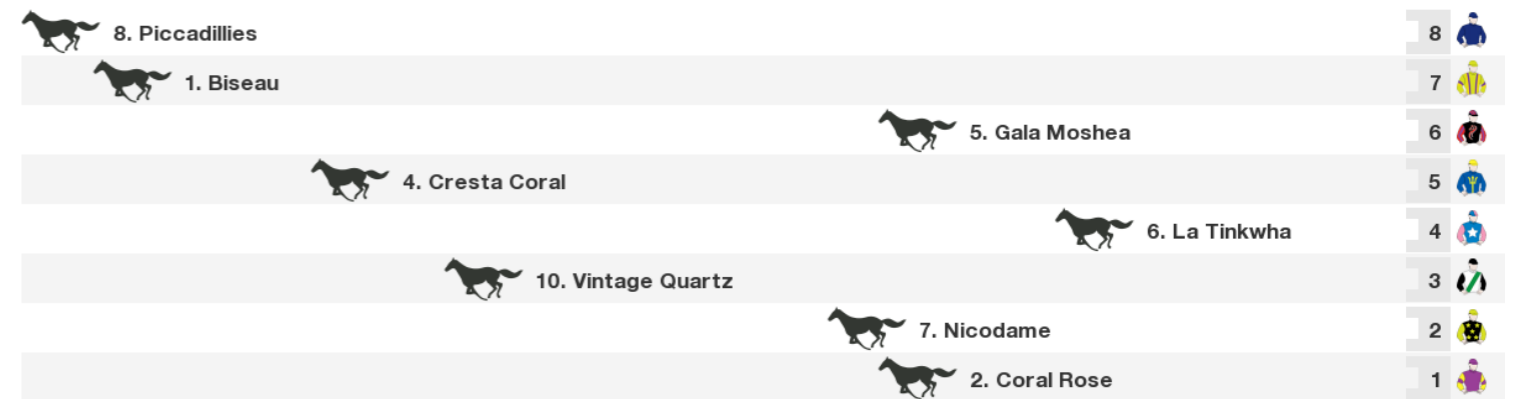 8. Piccadillies 8
1. Biseau 7
5. Gala Moshea 6
4. Cresta Coral 5
6. La Tinkwha 4
10. Vintage Quartz 3
7. Nicodame 2
2. Coral Rose 1